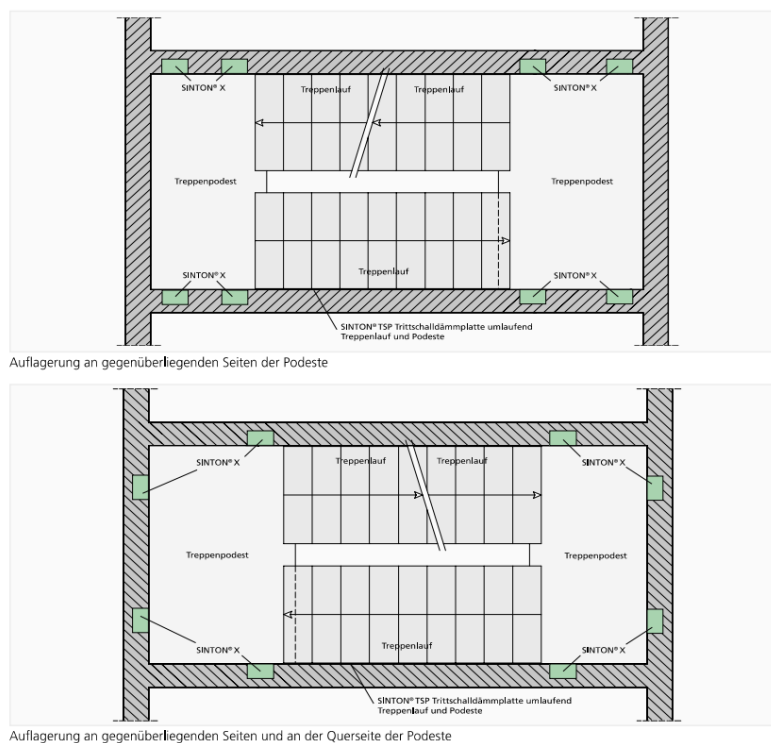 SINTON® X
SINTON® X
Treppenlauf
Treppenlauf
Treppenpodest
Treppenpodest
SINTON® X
SINTON® X
Treppenlauf
SINTON® TSP Trittschalldämmplatte umlaufend
Treppenlauf und Podeste
Auflagerung an gegenüberliegenden Seiten der Podeste
SINTON® X
Treppenlauf
Treppenlauf
SINTON® X
Treppenpodest
Treppenpodest
SINTON® X
Treppenlauf
SINTON® X
SINTON® TSP Trittschalldämmplatte umlaufend
Treppenlauf und Podeste
Auflagerung an gegenüberliegenden Seiten und an der Querseite der Podeste